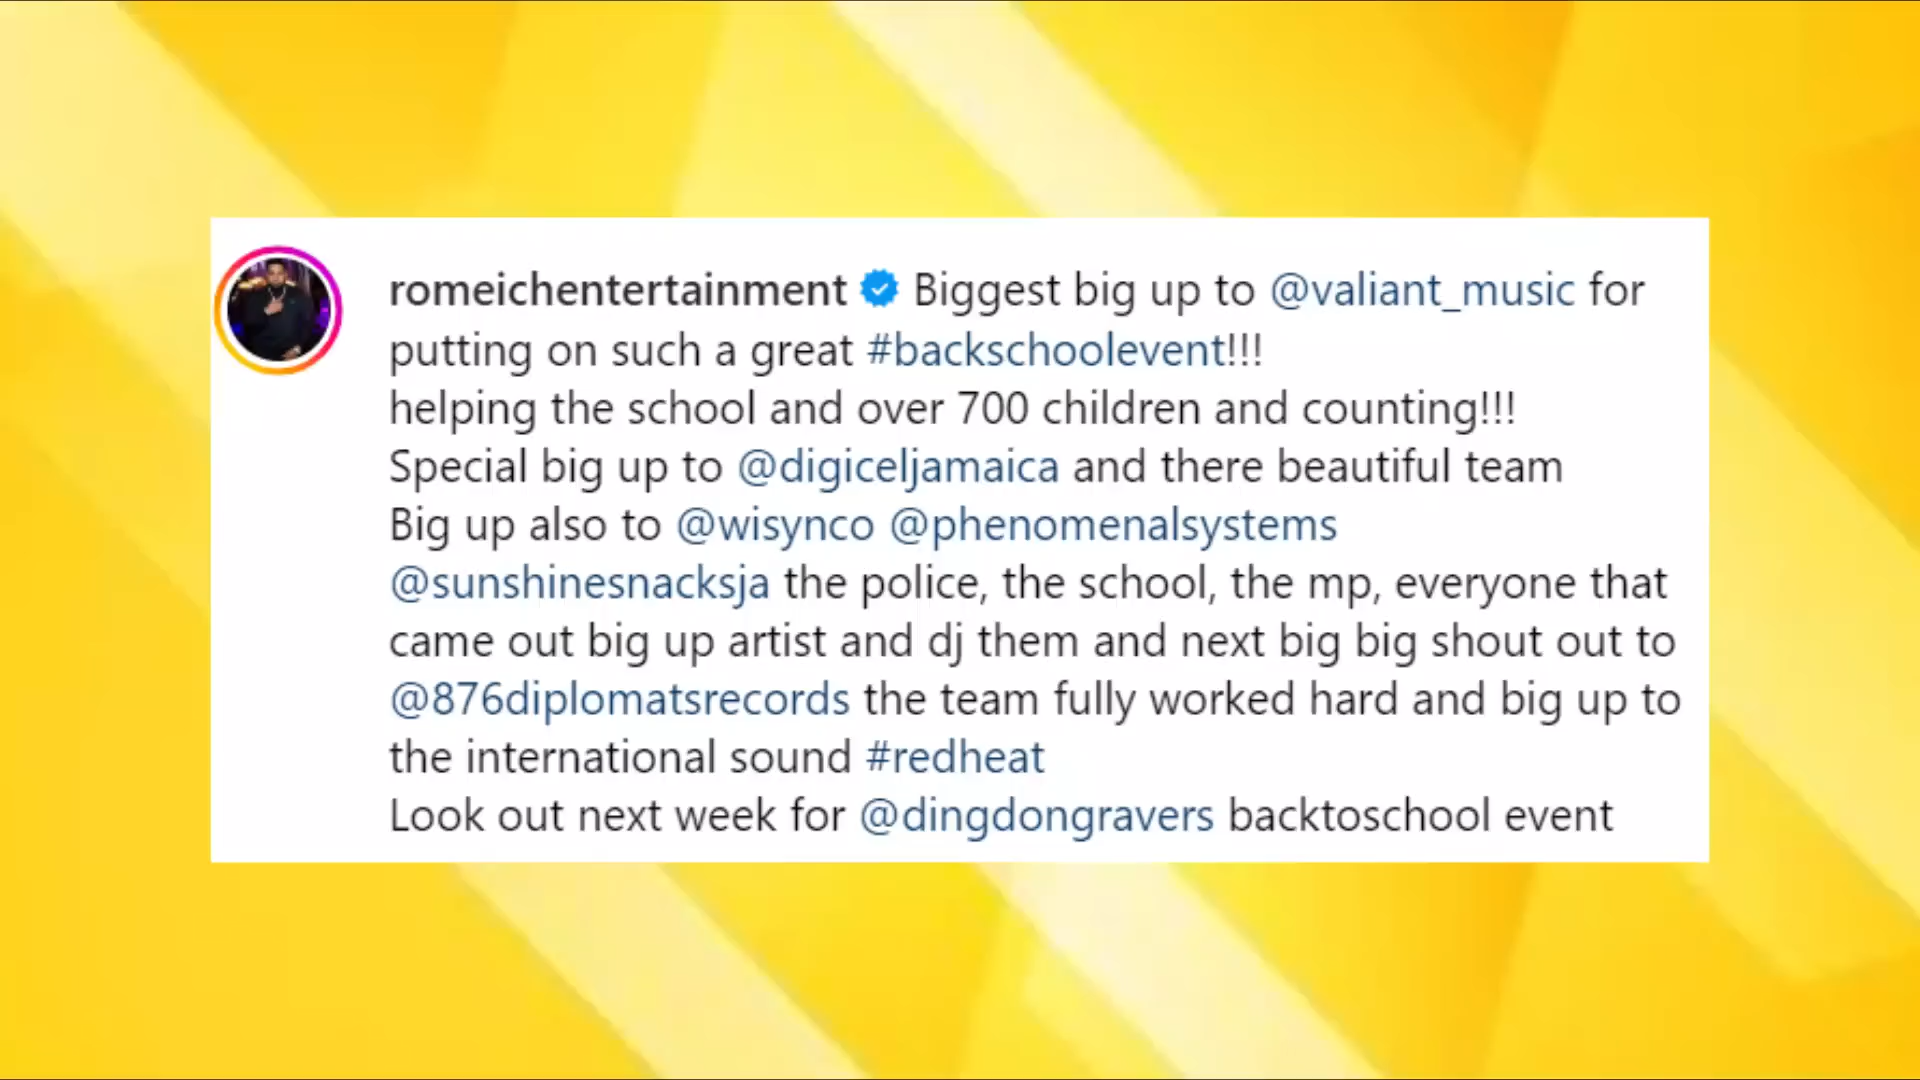 romeichentertainment Biggest big up to @valiant_music for
putting on such a great #backschoolevent!!!
helping the school and over 700 children and counting!!!
Special big up to @digiceljamaica and there beautiful team
Big up also to @wisynco @phenomenalsystems
@sunshinesnacksja the police, the school, the mp, everyone that
came out big up artist and dj them and next big big shout out to
@876diplomatsrecords the team fully worked hard and big up to
the international sound #redheat
Look out next week for @dingdongravers backtoschool event